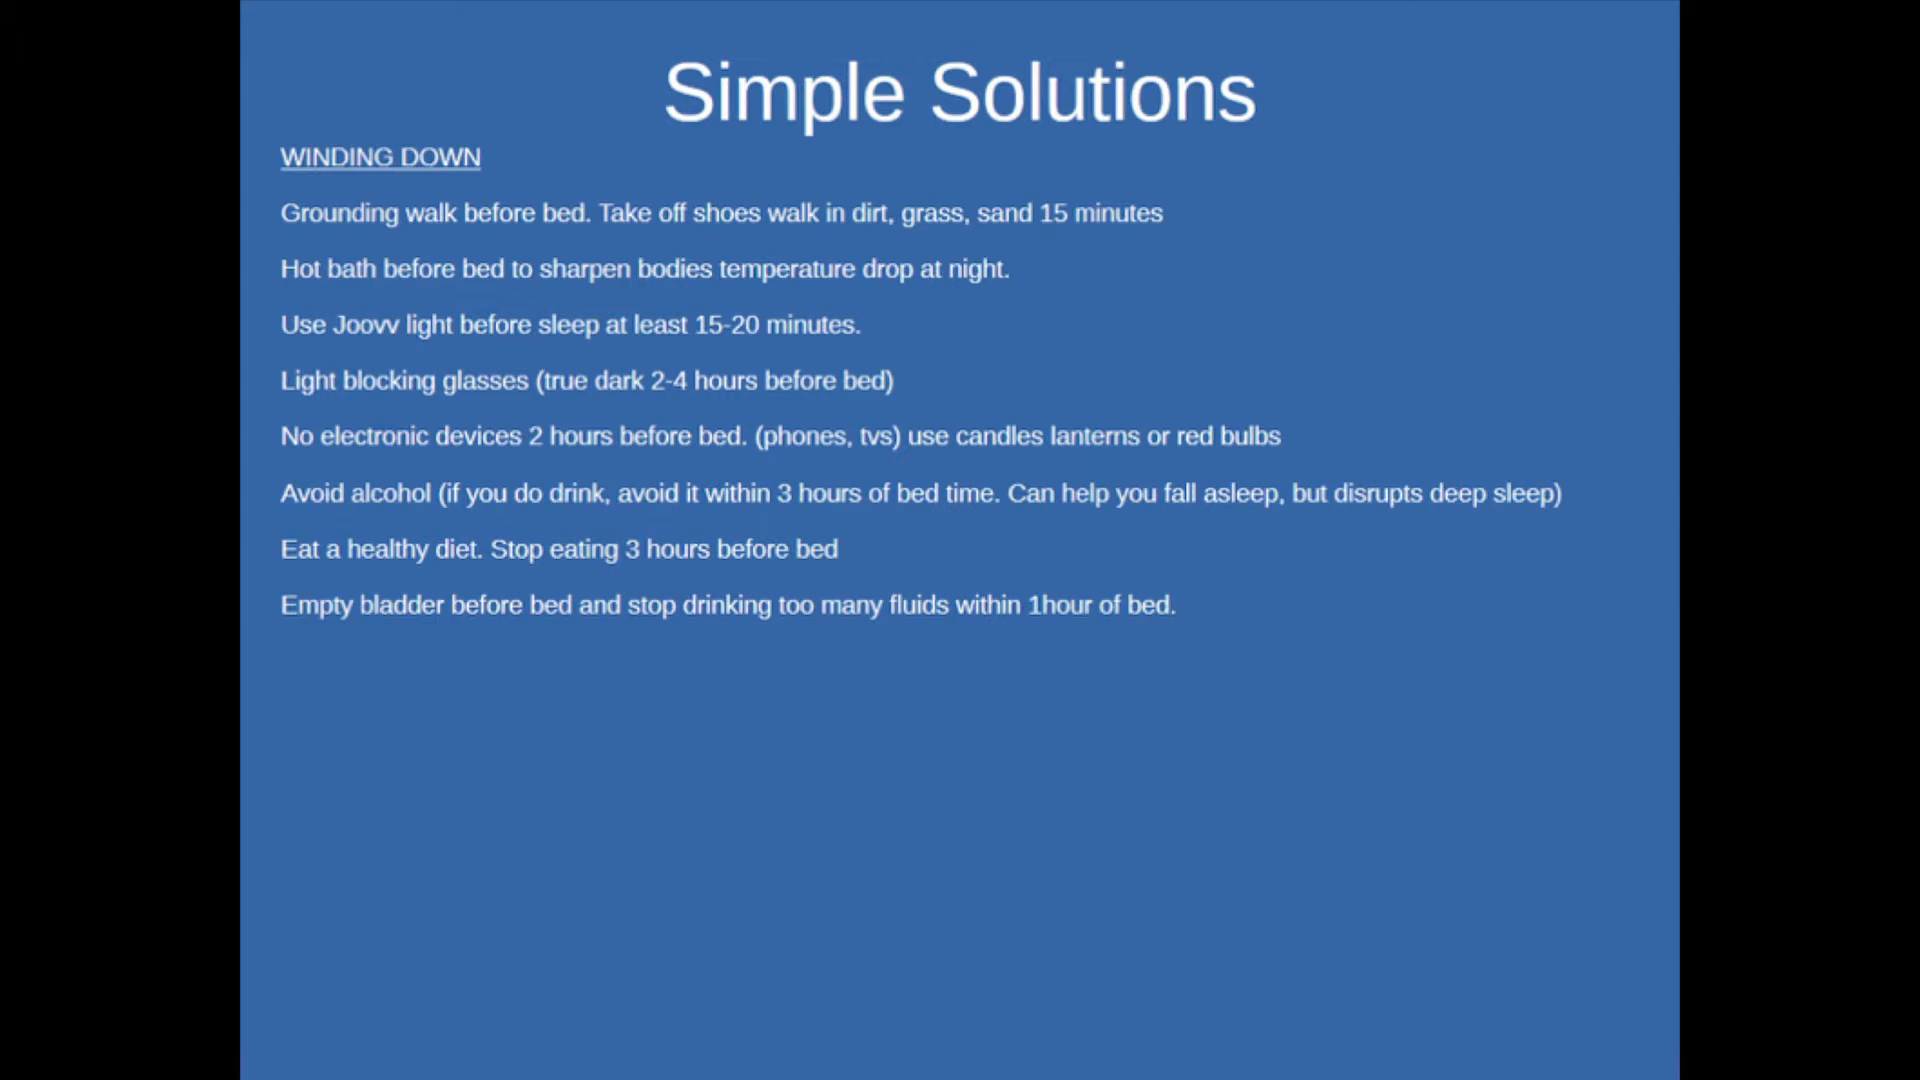 Simple Solutions
WINDING DOWN
Grounding walk before bed. Take off shoes walk in dirt, grass, sand 15 minutes
Hot bath before bed to sharpen bodies temperature drop at night.
Use Joovv light before sleep at least 15-20 minutes.
Light blocking glasses (true dark 2-4 hours before bed)
No electronic devices 2 hours before bed. (phones, tvs) use candles lanterns or red bulbs
Avoid alcohol (if you do drink, avoid it within 3 hours of bed time. Can help you fall asleep, but disrupts deep sleep)
Eat a healthy diet. Stop eating 3 hours before bed
Empty bladder before bed and stop drinking too many fluids within 1hour of bed.